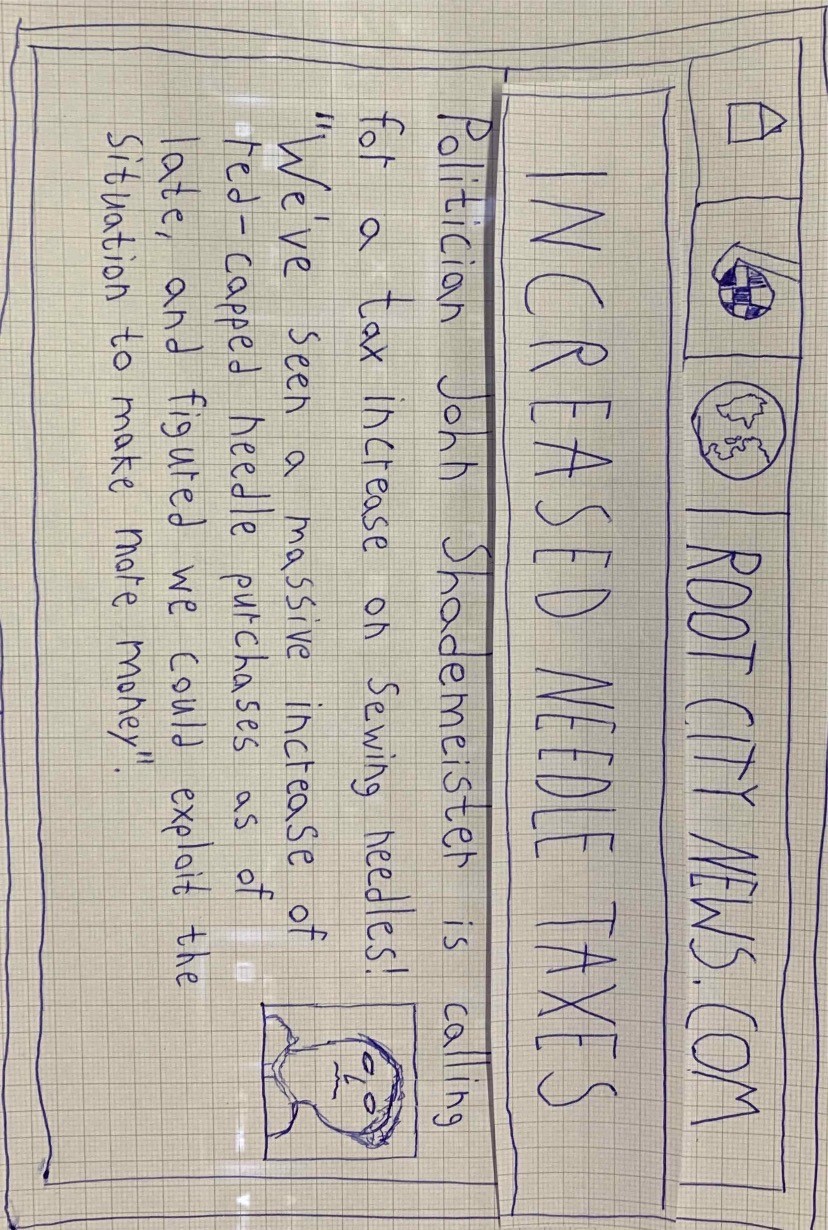 ROOT CITY NEWS.COM
INCREASED NEEDLE TAXES
Politician John Shademeister is calling
for a tax increase on sewing needles!
"We've seen a massive increase of
red-capped needle purchases as of
late, and figured we could exploit the
situation to make more money".